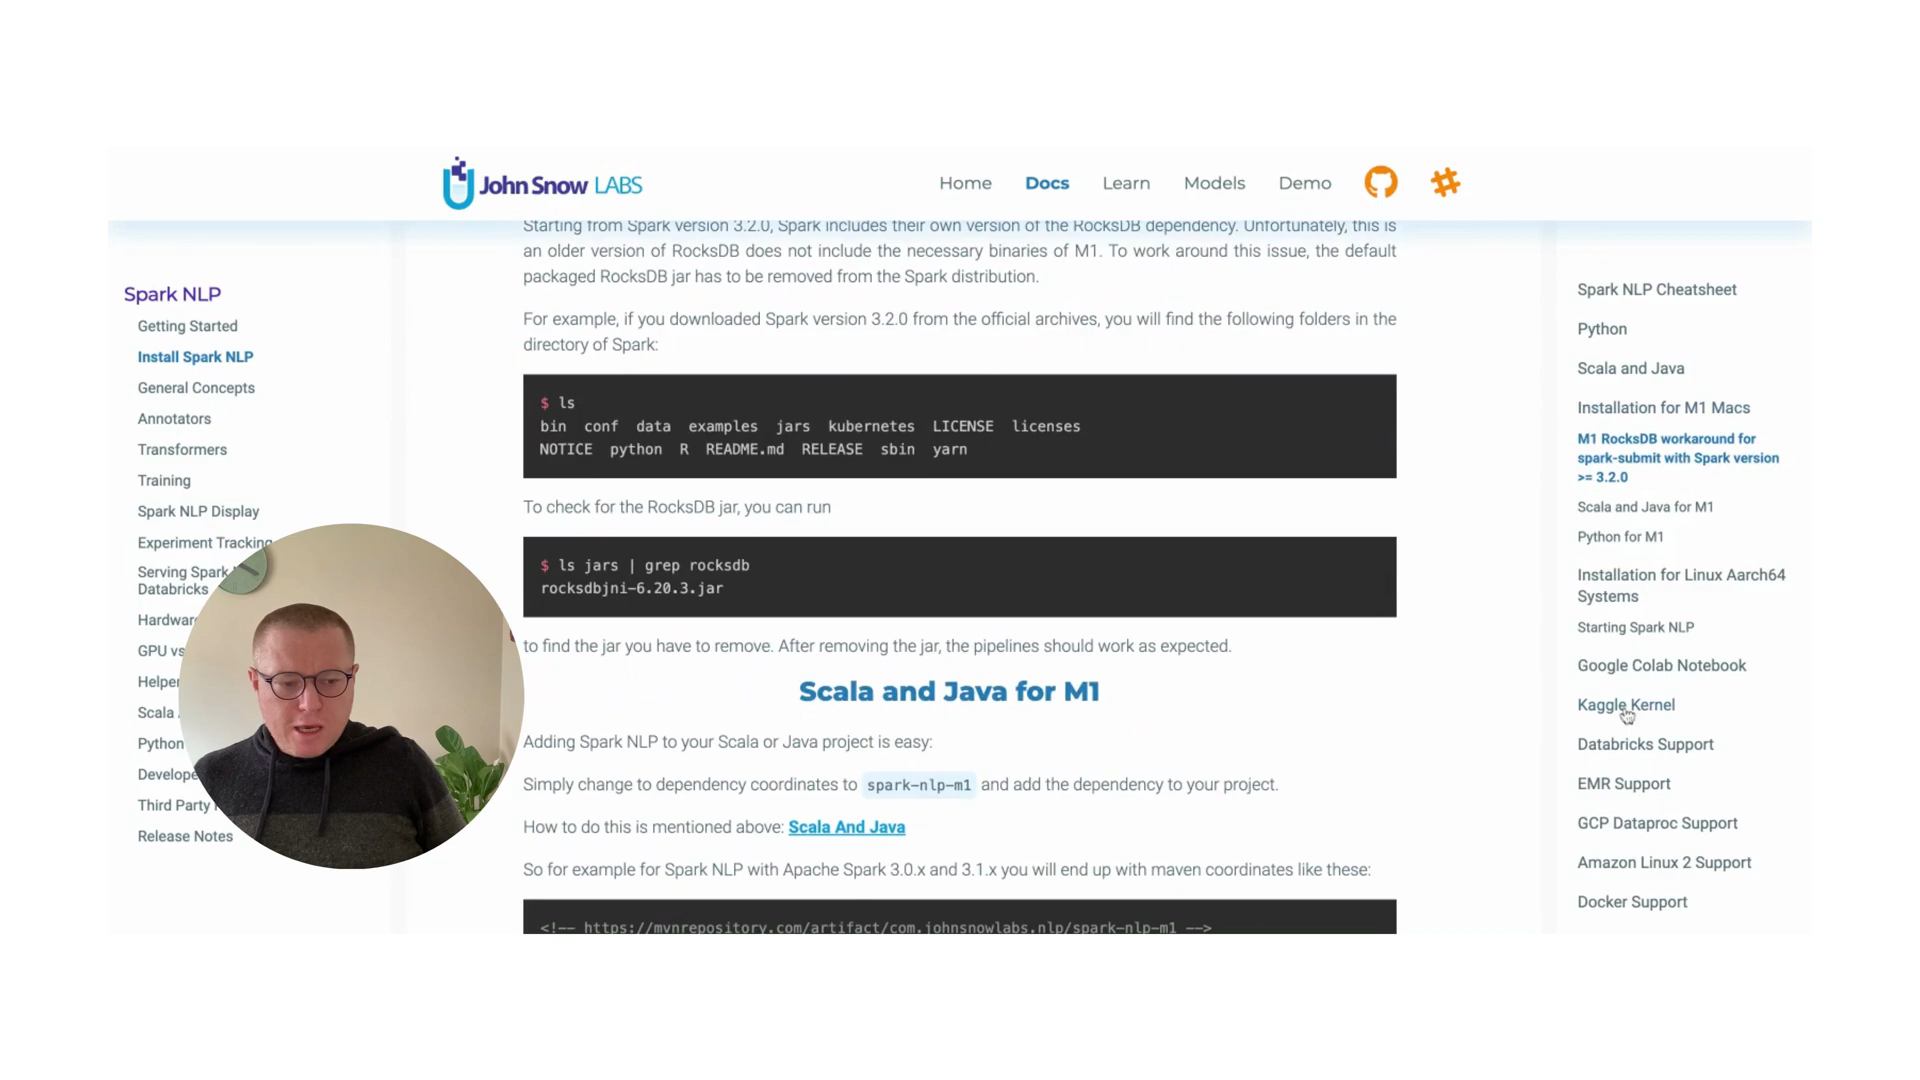 John Snow LABS
Home
Docs
Learn
Models
Demo
Spark NLP
Getting Started
Install Spark NLP
General Concepts
Annotators
Transformers
Training
Spark NLP Display
Experiment Tracking
Serving Spark
Databricks
Hardwar
GPU vs
Helper
Scala
Python
Develope
Third Party
Release Notes
Starting from Spark version 3.2.0, Spark includes their own version of the RocksDB dependency. Unfortunately, this is
an older version of RocksDB does not include the necessary binaries of M1. To work around this issue, the default
packaged RocksDB jar has to be removed from the Spark distribution.
For example, if you downloaded Spark version 3.2.0 from the official archives, you will find the following folders in the
directory of Spark:
$ ls
bin conf data examples jars kubernetes LICENSE licenses
NOTICE python R README.md RELEASE sbin yarn
To check for the RocksDB jar, you can run
$ ls jars | grep rocksdb
rocksdbjni-6.20.3.jar
to find the jar you have to remove. After removing the jar, the pipelines should work as expected.
Scala and Java for M1
Adding Spark NLP to your Scala or Java project is easy:
Simply change to dependency coordinates to spark-nlp-m1 and add the dependency to your project.
How to do this is mentioned above: Scala And Java
So for example for Spark NLP with Apache Spark 3.0.x and 3.1.x you will end up with maven coordinates like these:
<!-- https://mvnrepository.com/artifact/com.johnsnowlabs.nlp/spark-nlp-m1 -->
Spark NLP Cheatsheet
Python
Scala and Java
Installation for M1 Macs
M1 RocksDB workaround for
spark-submit with Spark version
>= 3.2.0
Scala and Java for M1
Python for M1
Installation for Linux Aarch64
Systems
Starting Spark NLP
Google Colab Notebook
Kaggle Kernel
Databricks Support
EMR Support
GCP Dataproc Support
Amazon Linux 2 Support
Docker Support